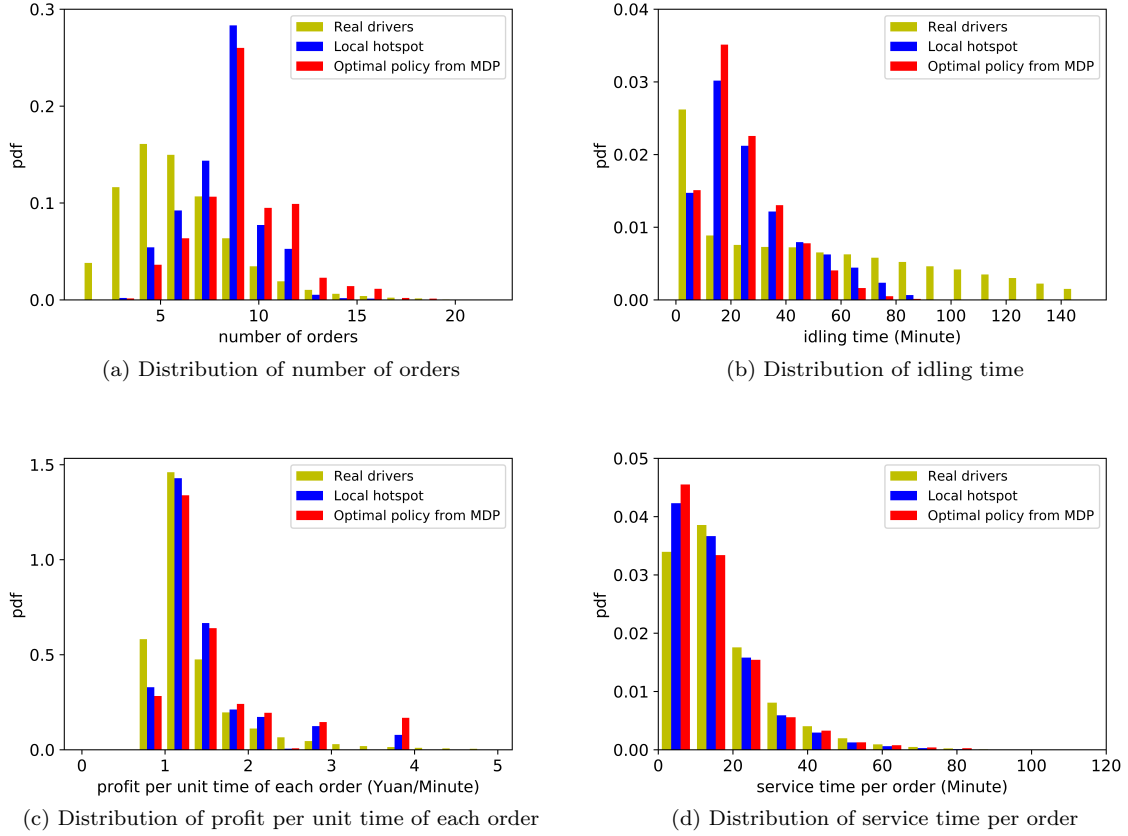 0.3
0.2
0.1
0.0
pdf
Real drivers
Local hotspot
Optimal policy from MDP
5
10
15
20
number of orders
(a) Distribution of number of orders
0.04
0.03
0.02
0.01
0.00
pdf
Real drivers
Local hotspot
Optimal policy from MDP
0
20
40
60
80
100
120
140
idling time (Minute)
(b) Distribution of idling time
1.5
1.0
0.5
0.0
pdf
Real drivers
Local hotspot
Optimal policy from MDP
0
1
2
3
4
5
profit per unit time of each order (Yuan/Minute)
(c) Distribution of profit per unit time of each order
0.05
0.04
0.03
0.02
0.01
0.00
pdf
Real drivers
Local hotspot
Optimal policy from MDP
0
20
40
60
80
100
120
service time per order (Minute)
(d) Distribution of service time per order